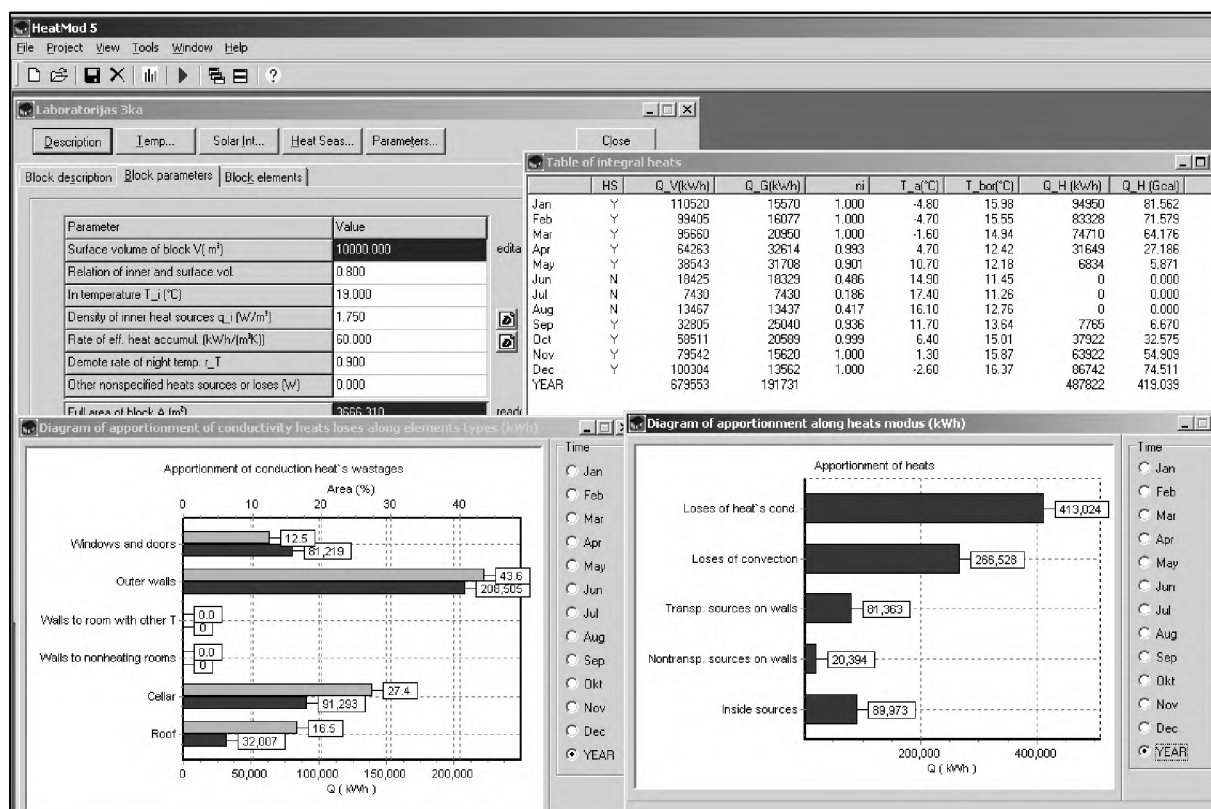 HeatMod 5
File Project View Tools Window Help
Laboratorijas 3ka
Description Temp... Solar Int... Heat Seas... Parameters... Close
Block description Block parameters Block elements
Parameter Value
Surface volume of block V( m³) 10000.000 edita
Relation of inner and surface vol. 0.800
In temperature T_i (°C) 19.000
Density of inner heat sources q_i (W/m³) 1.750
Rate of eff. heat accumul. (kWh/(m³K)) 60.000
Demote rate of night temp. r_T 0.900
Other nonspecified heats sources or loses (W) 0.000
Full area of block A (m²) 3666.310 reado
Table of integral heats
HS Q_V(kWh) Q_G(kWh) ni T_a(°C) T_bor(°C) Q_H (kWh) Q_H (Gcal)
Jan Y 110520 15570 1.000 -4.80 15.98 94950 81.562
Feb Y 99405 16077 1.000 -4.70 15.55 83328 71.579
Mar Y 95660 20950 1.000 -1.60 14.94 74710 64.176
Apr Y 64263 32614 0.993 4.70 12.42 31649 27.186
May Y 38543 31708 0.901 10.70 12.18 6834 5.871
Jun N 18425 18329 0.486 14.90 11.45 0 0.000
Jul N 7430 7430 0.186 17.40 11.26 0 0.000
Aug N 13467 13437 0.417 16.10 12.76 0 0.000
Sep Y 32805 25040 0.936 11.70 13.64 7765 6.670
Oct Y 58511 20589 0.999 6.40 15.01 37922 32.575
Nov Y 79542 15620 1.000 1.30 15.87 63922 54.909
Dec Y 100304 13562 1.000 -2.60 16.37 86742 74.511
YEAR 679553 191731 487822 419.039
Diagram of apportionment of conductivity heats loses along elements types (kWh)
Apportionment of conduction heat`s wastages
Area (%)
0 10 20 30 40
Windows and doors 12.5
81,219
Outer walls 43.6
208,505
Walls to room with other T 0.0
0
Walls to nonheating rooms 0.0
0
Cellar 27.4
91,293
Roof 16.5
32,007
0 50,000 100,000 150,000 200,000
Q ( kWh )
Time
Jan
Feb
Mar
Apr
May
Jun
Jul
Aug
Sep
Okt
Nov
Dec
YEAR
Diagram of apportionment along heats modus (kWh)
Apportionment of heats
Loses of heat`s cond. 413,024
Loses of convection 266,528
Transp. sources on walls 81,363
Nontransp. sources on walls 20,394
Inside sources 89,973
200,000 400,000
Q ( kWh )
Time
Jan
Feb
Mar
Apr
May
Jun
Jul
Aug
Sep
Okt
Nov
Dec
YEAR